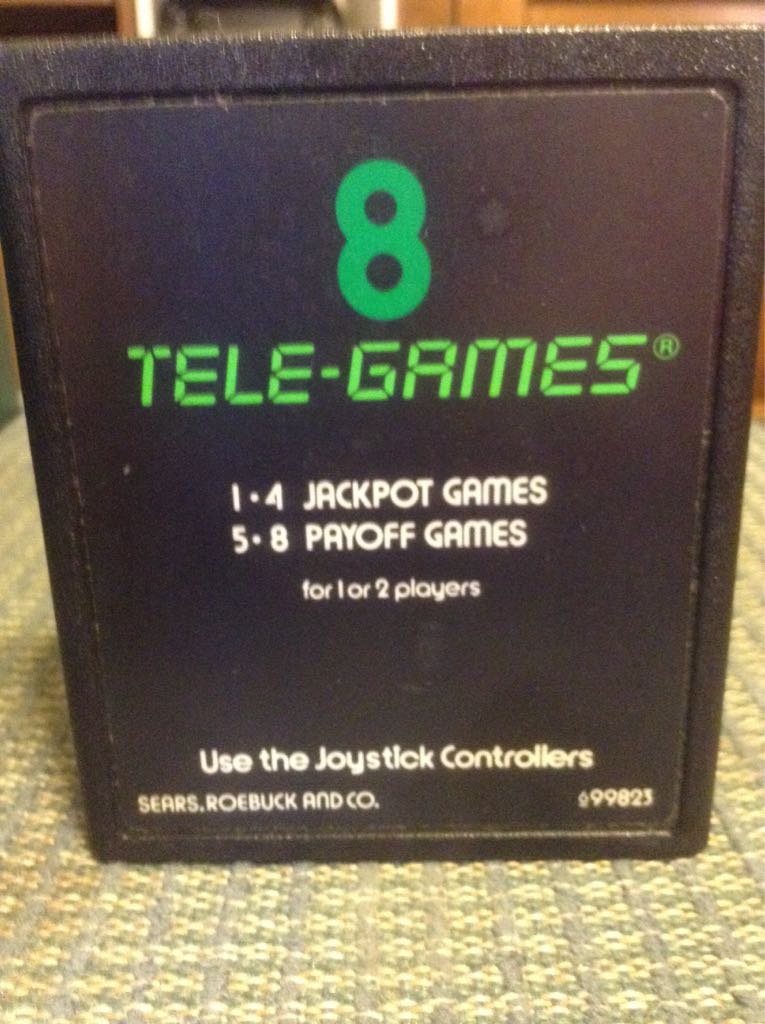 8
TELE-GAMES®
1·4 JACKPOT GAMES
5·8 PAYOFF GAMES
for 1 or 2 players
Use the Joystick Controllers
SEARS, ROEBUCK AND CO. 699823